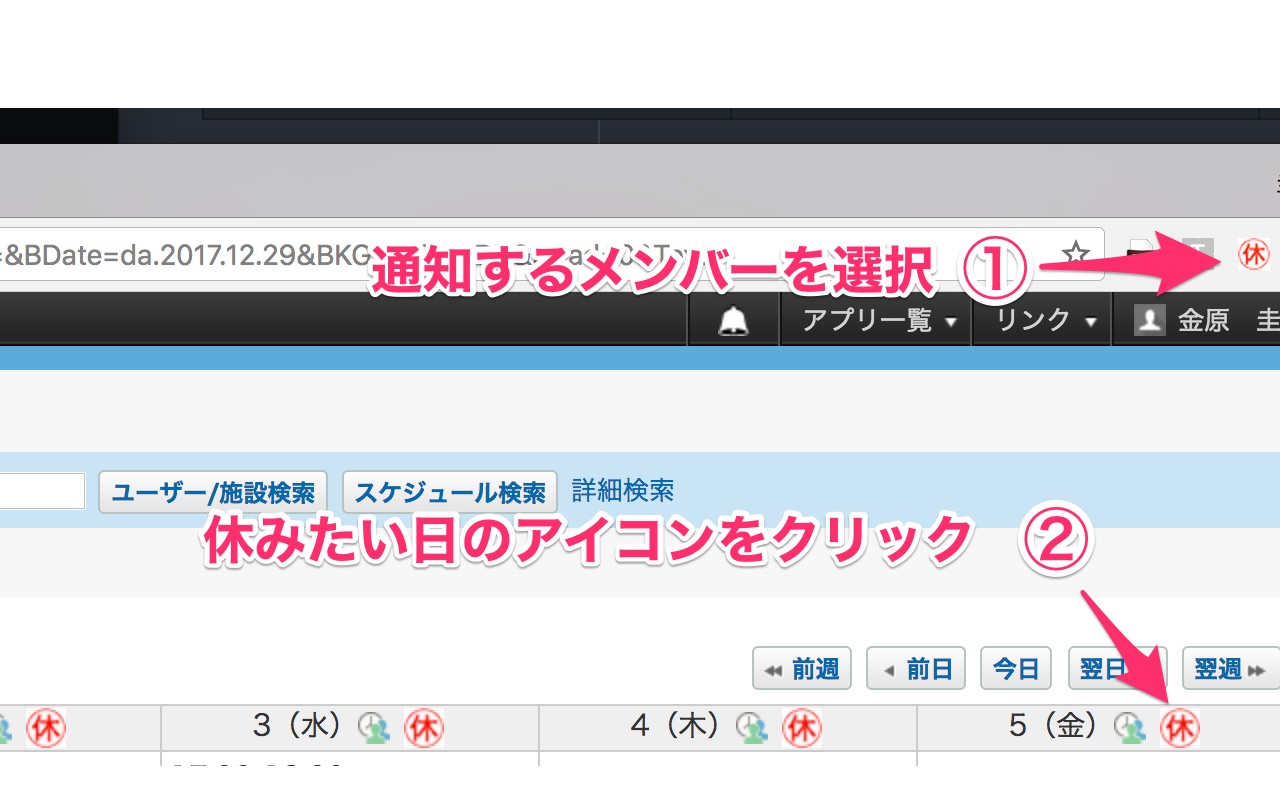 =&BDate=da.2017.12.29&BKG
通知するメンバーを選択 ①
休
アプリ一覧 リンク 金原 圭
ユーザー/施設検索 スケジュール検索 詳細検索
休みたい日のアイコンをクリック ②
前週 前日 今日 翌日 翌週
休 3（水） 休 4（木） 休 5（金） 休